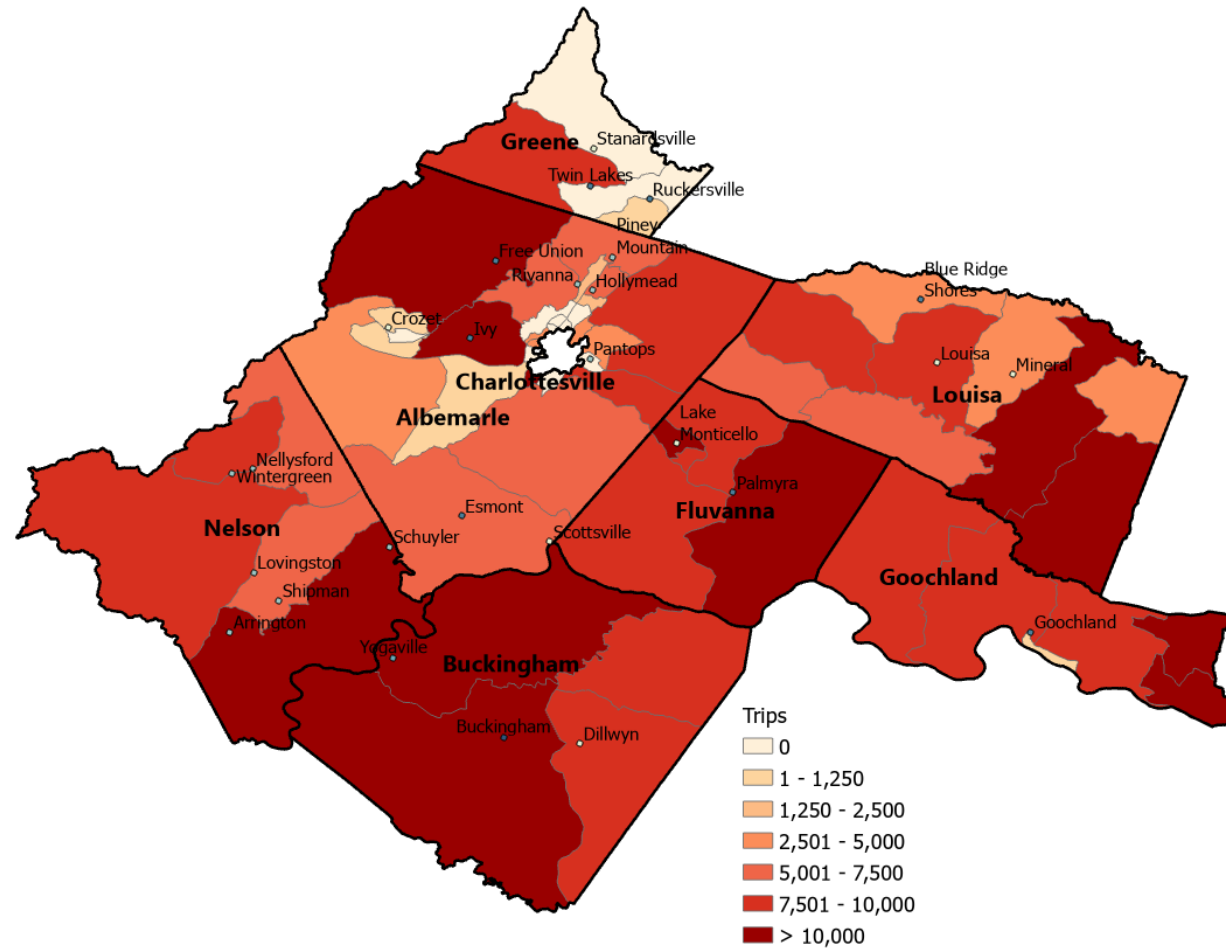 Greene
Stanardsville
Twin Lakes
Ruckersville
Piney
Mountain
Free Union
Rivanna
Hollymead
Blue Ridge
Shores
Crozet
Ivy
Pantops
Louisa
Mineral
Charlottesville
Louisa
Albemarle
Lake
Monticello
Nellysford
Wintergreen
Palmyra
Esmont
Fluvanna
Nelson
Schuyler
Scottsville
Lovingston
Goochland
Shipman
Arrington
Goochland
Yogaville
Buckingham
Buckingham
Dillwyn
Trips
0
1 - 1,250
1,250 - 2,500
2,501 - 5,000
5,001 - 7,500
7,501 - 10,000
> 10,000